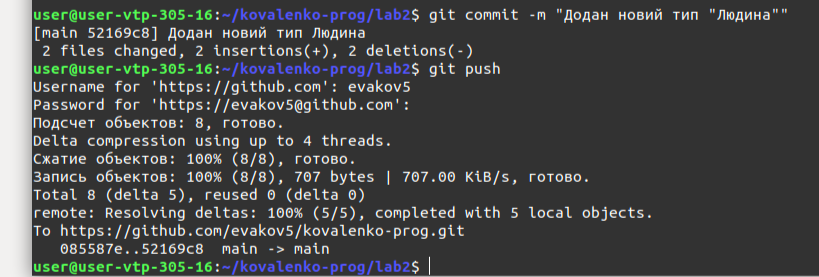 user@user-vtp-305-16:~/kovalenko-prog/lab2$ git commit -m "Додан новий тип "Людина""
[main 52169c8] Додан новий тип Людина
 2 files changed, 2 insertions(+), 2 deletions(-)
user@user-vtp-305-16:~/kovalenko-prog/lab2$ git push
Username for 'https://github.com': evakov5
Password for 'https://evakov5@github.com':
Подсчет объектов: 8, готово.
Delta compression using up to 4 threads.
Сжатие объектов: 100% (8/8), готово.
Запись объектов: 100% (8/8), 707 bytes | 707.00 KiB/s, готово.
Total 8 (delta 5), reused 0 (delta 0)
remote: Resolving deltas: 100% (5/5), completed with 5 local objects.
To https://github.com/evakov5/kovalenko-prog.git
   085587e..52169c8  main -> main
user@user-vtp-305-16:~/kovalenko-prog/lab2$